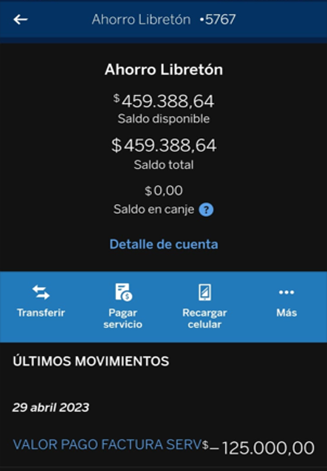 Ahorro Libretón •5767
Ahorro Libretón
$459.388,64
Saldo disponible
$459.388,64
Saldo total
$0,00
Saldo en canje ?
Detalle de cuenta
Transferir
Pagar servicio
Recargar celular
Más
ÚLTIMOS MOVIMIENTOS
29 abril 2023
VALOR PAGO FACTURA SERV $–125.000,00